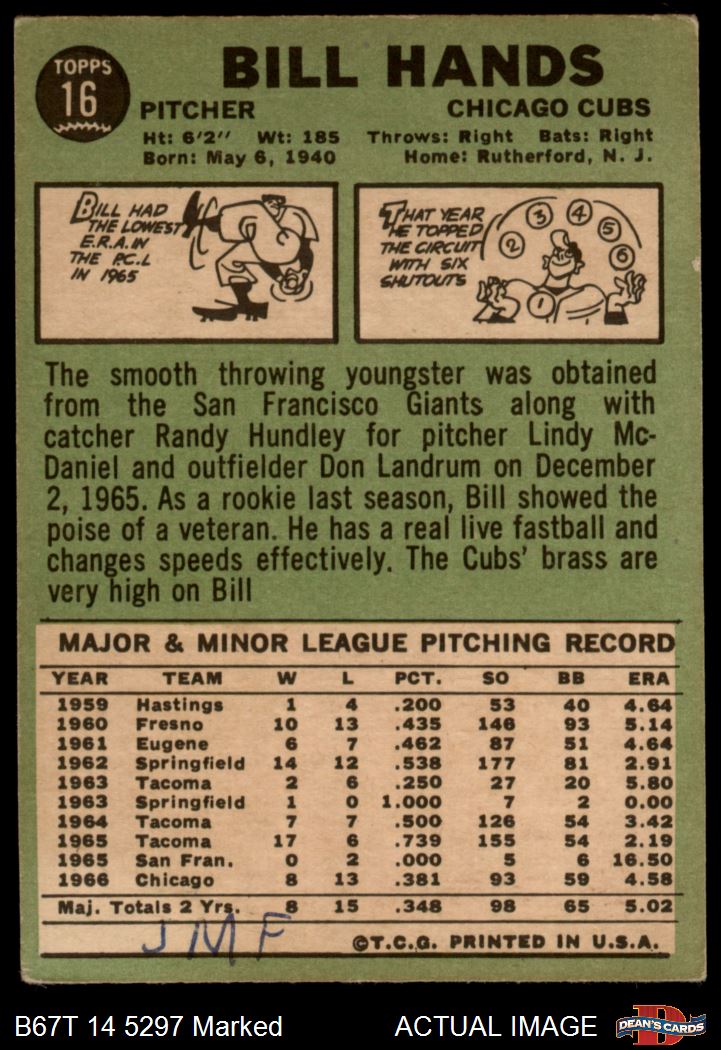 TOPPS
16
BILL HANDS
PITCHER CHICAGO CUBS
Ht: 6'2" Wt: 185 Throws: Right Bats: Right
Born: May 6, 1940 Home: Rutherford, N. J.
BILL HAD
THE LOWEST
E.R.A. IN
THE P.C.L
IN 1965
THAT YEAR
HE TOPPED
THE CIRCUIT
WITH SIX
SHUTOUTS
1 2 3 4 5 6
The smooth throwing youngster was obtained
from the San Francisco Giants along with
catcher Randy Hundley for pitcher Lindy Mc-
Daniel and outfielder Don Landrum on December
2, 1965. As a rookie last season, Bill showed the
poise of a veteran. He has a real live fastball and
changes speeds effectively. The Cubs' brass are
very high on Bill
MAJOR & MINOR LEAGUE PITCHING RECORD
YEAR TEAM W L PCT. SO BB ERA
1959 Hastings 1 4 .200 53 40 4.64
1960 Fresno 10 13 .435 146 93 5.14
1961 Eugene 6 7 .462 87 51 4.64
1962 Springfield 14 12 .538 177 81 2.91
1963 Tacoma 2 6 .250 27 20 5.80
1963 Springfield 1 0 1.000 7 2 0.00
1964 Tacoma 7 7 .500 126 54 3.42
1965 Tacoma 17 6 .739 155 54 2.19
1965 San Fran. 0 2 .000 5 6 16.50
1966 Chicago 8 13 .381 93 59 4.58
Maj. Totals 2 Yrs. 8 15 .348 98 65 5.02
JMF
©T.C.G. PRINTED IN U.S.A.
B67T 14 5297 Marked ACTUAL IMAGE
D
DEAN'S CARDS